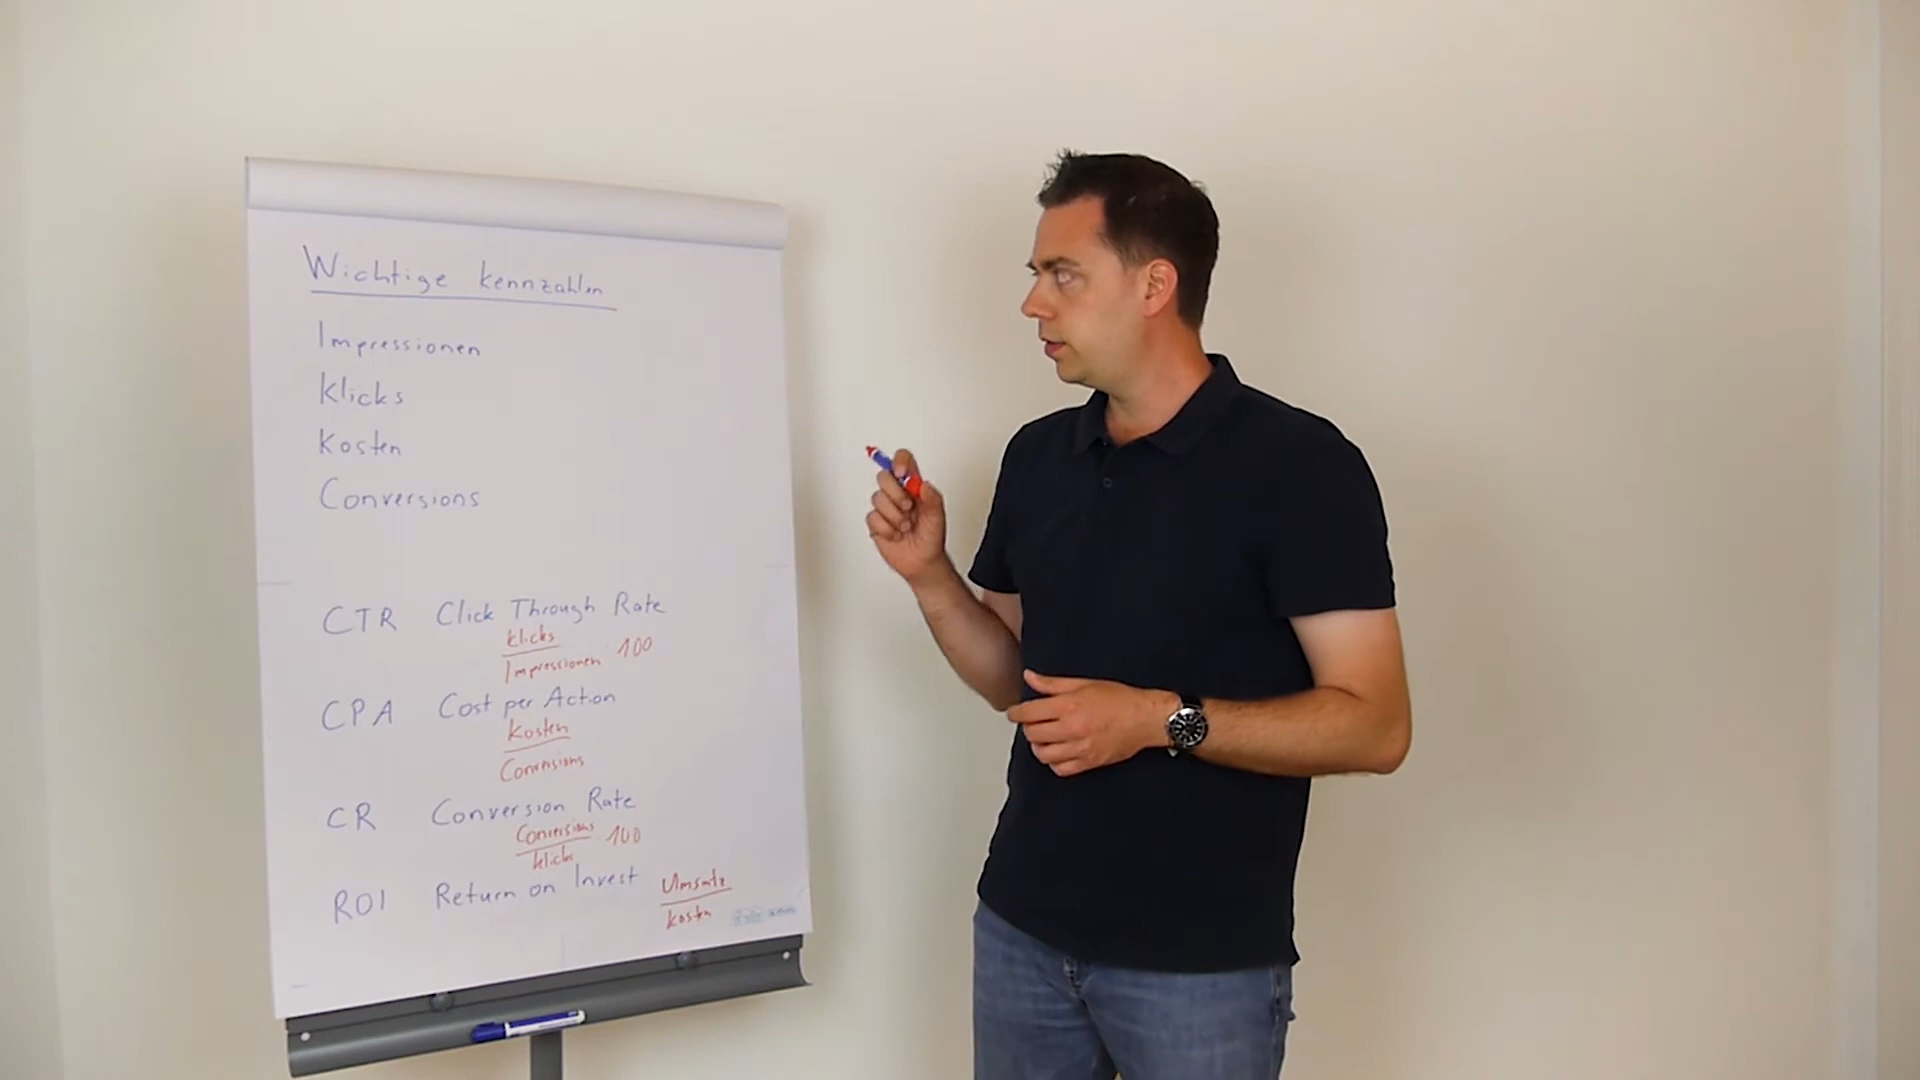 Wichtige Kennzahlen
Impressionen
Klicks
Kosten
Conversions
CTR Click Through Rate
Klicks
Impressionen · 100
CPA Cost per Action
Kosten
Conversions
CR Conversion Rate
Conversions · 100
Klicks
ROI Return on Invest
Umsatz
Kosten